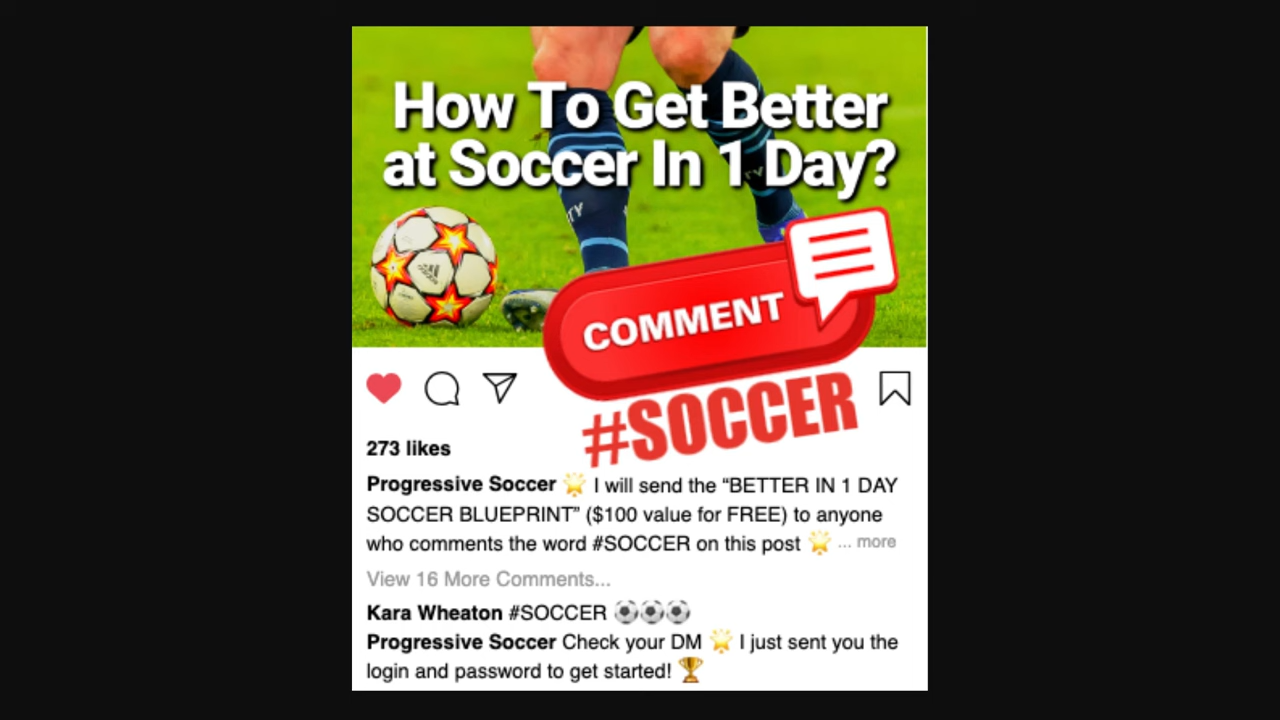 How To Get Better
at Soccer In 1 Day?
TY
TY
adidas
COMMENT
#SOCCER
273 likes
Progressive Soccer 🌟 I will send the “BETTER IN 1 DAY
SOCCER BLUEPRINT” ($100 value for FREE) to anyone
who comments the word #SOCCER on this post 🌟 ... more
View 16 More Comments...
Kara Wheaton #SOCCER ⚽⚽⚽
Progressive Soccer Check your DM 🌟 I just sent you the
login and password to get started! 🏆